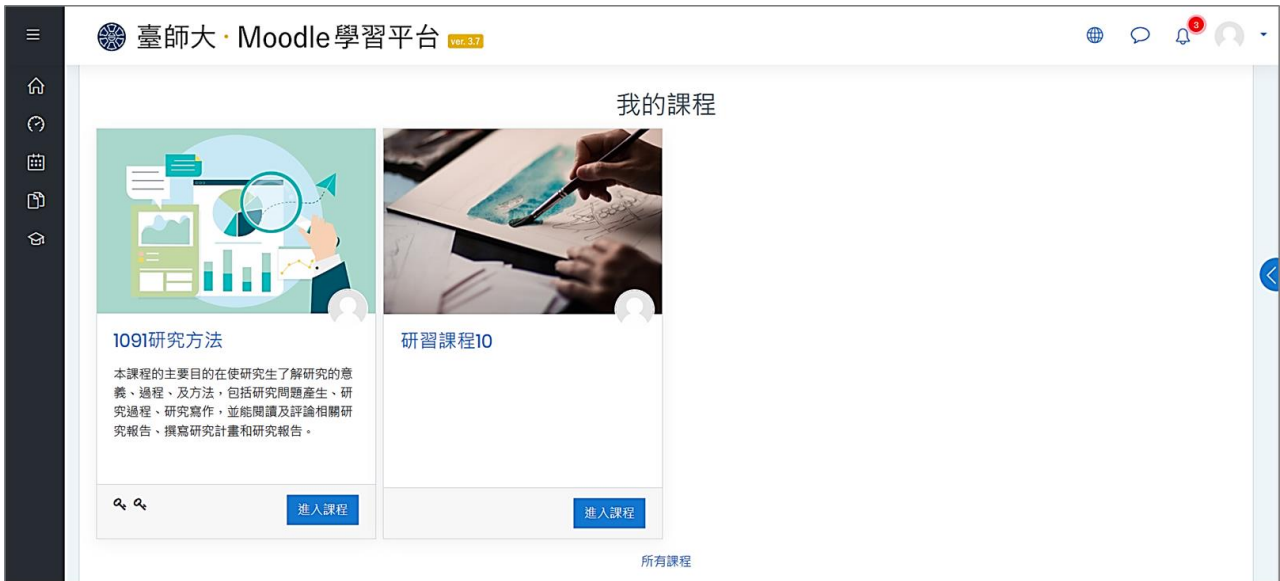 臺師大·Moodle學習平台 ver. 3.7
3
我的課程
1091研究方法
本課程的主要目的在使研究生了解研究的意
義、過程、及方法，包括研究問題產生、研
究過程、研究寫作，並能閱讀及評論相關研
究報告、撰寫研究計畫和研究報告。
進入課程
研習課程10
進入課程
所有課程